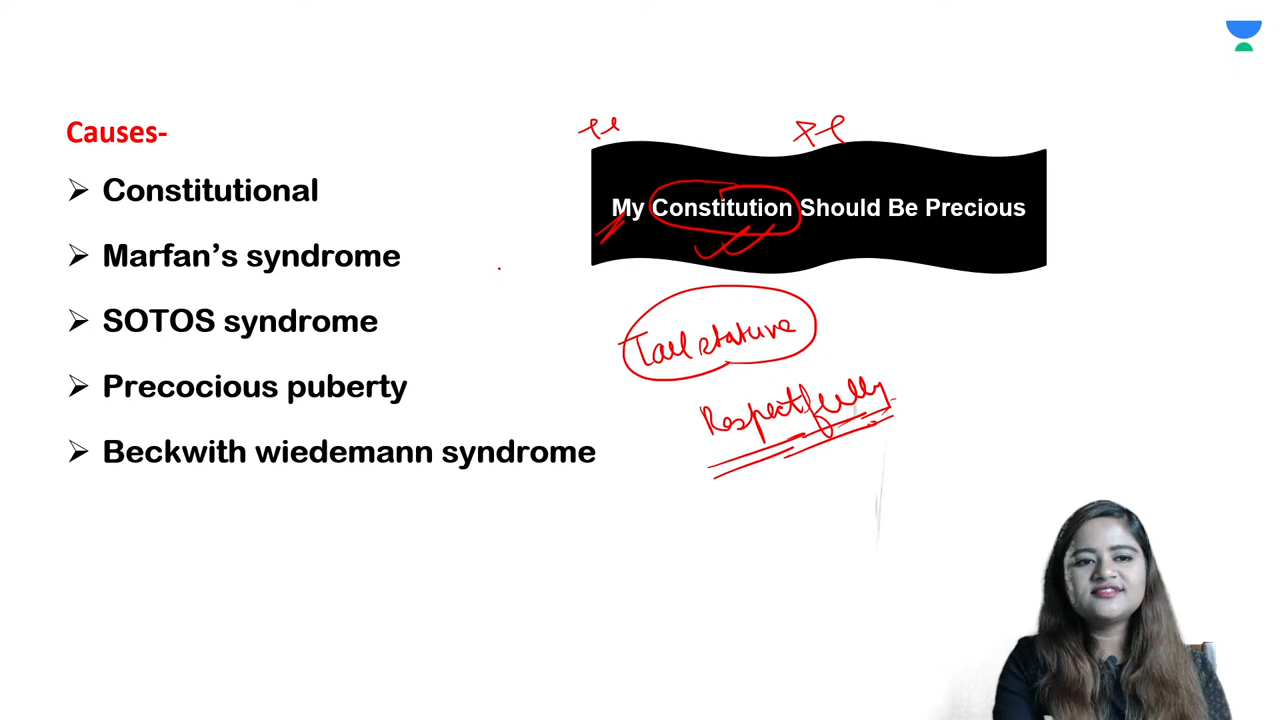 Causes-
Constitutional
Marfan’s syndrome
SOTOS syndrome
Precocious puberty
Beckwith wiedemann syndrome
My Constitution Should Be Precious
Tall stature
Respectfully